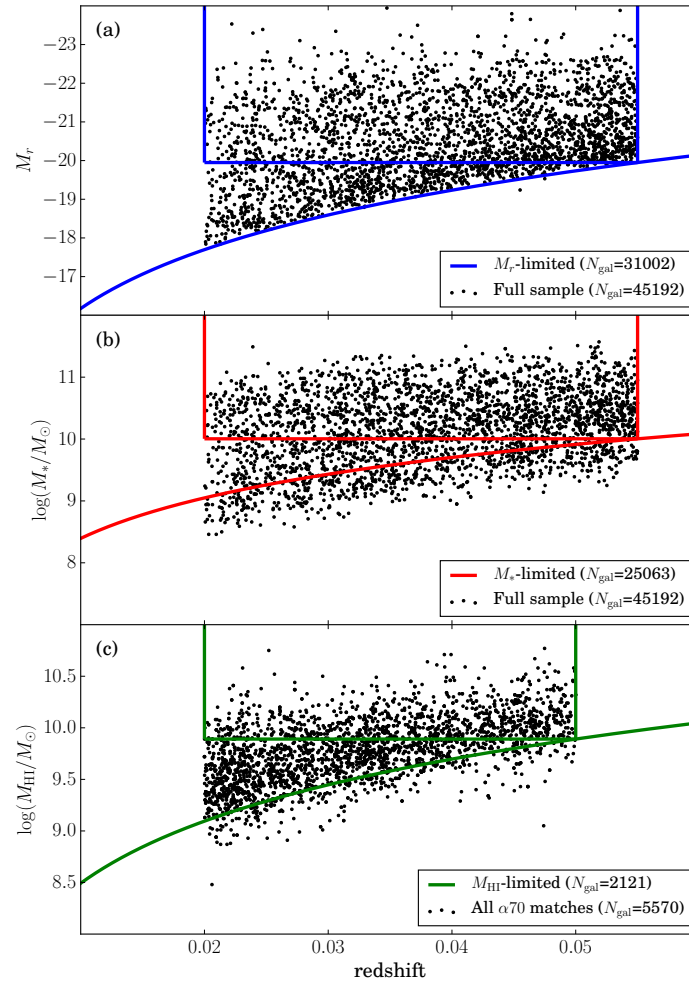 (a)
−23
−22
−21
−20
−19
−18
−17
M_r
M_r-limited (N_gal=31002)
Full sample (N_gal=45192)
(b)
11
10
9
8
log(M_*/M_⊙)
M_*-limited (N_gal=25063)
Full sample (N_gal=45192)
(c)
10.5
10.0
9.5
9.0
8.5
log(M_HI/M_⊙)
M_HI-limited (N_gal=2121)
All α70 matches (N_gal=5570)
0.02 0.03 0.04 0.05
redshift